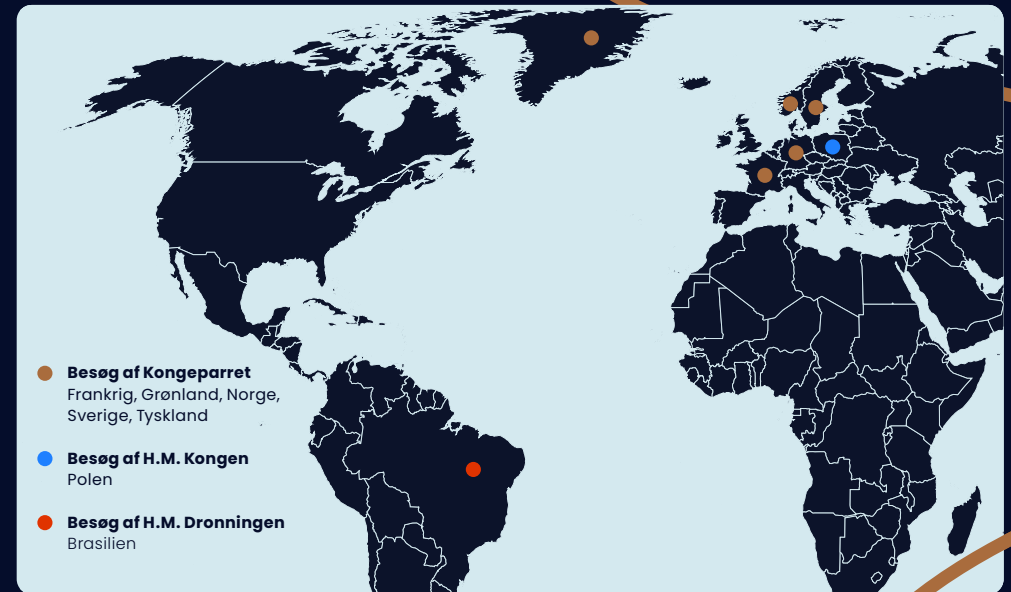 Besøg af Kongeparret
Frankrig, Grønland, Norge,
Sverige, Tyskland
Besøg af H.M. Kongen
Polen
Besøg af H.M. Dronningen
Brasilien